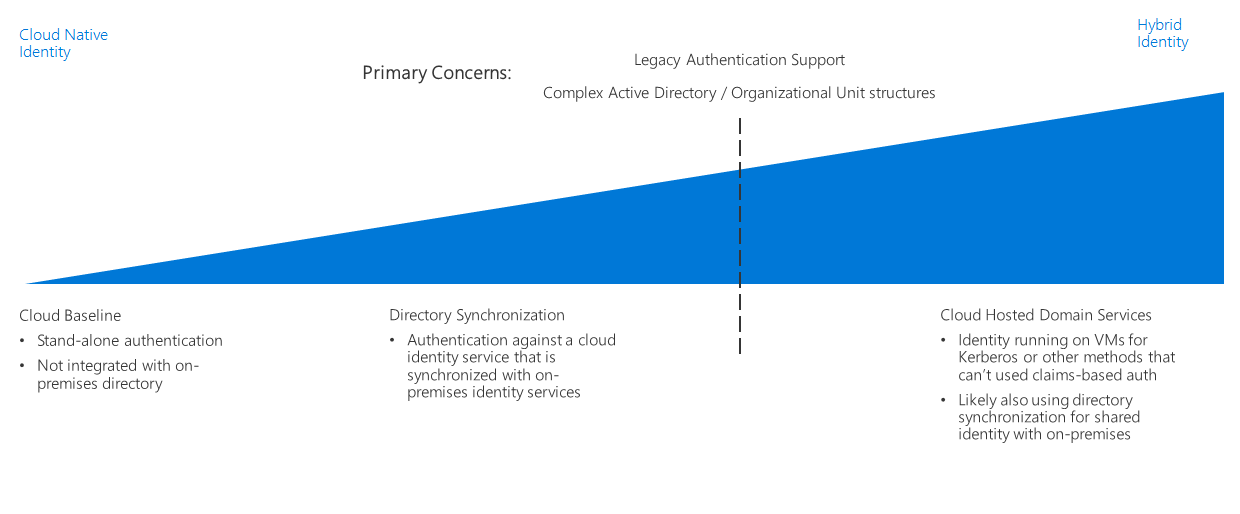 Cloud Native
Identity
Hybrid
Identity
Primary Concerns:
Legacy Authentication Support
Complex Active Directory / Organizational Unit structures
Cloud Baseline
• Stand-alone authentication
• Not integrated with on-
premises directory
Directory Synchronization
• Authentication against a cloud
identity service that is
synchronized with on-
premises identity services
Cloud Hosted Domain Services
• Identity running on VMs for
Kerberos or other methods that
can’t used claims-based auth
• Likely also using directory
synchronization for shared
identity with on-premises